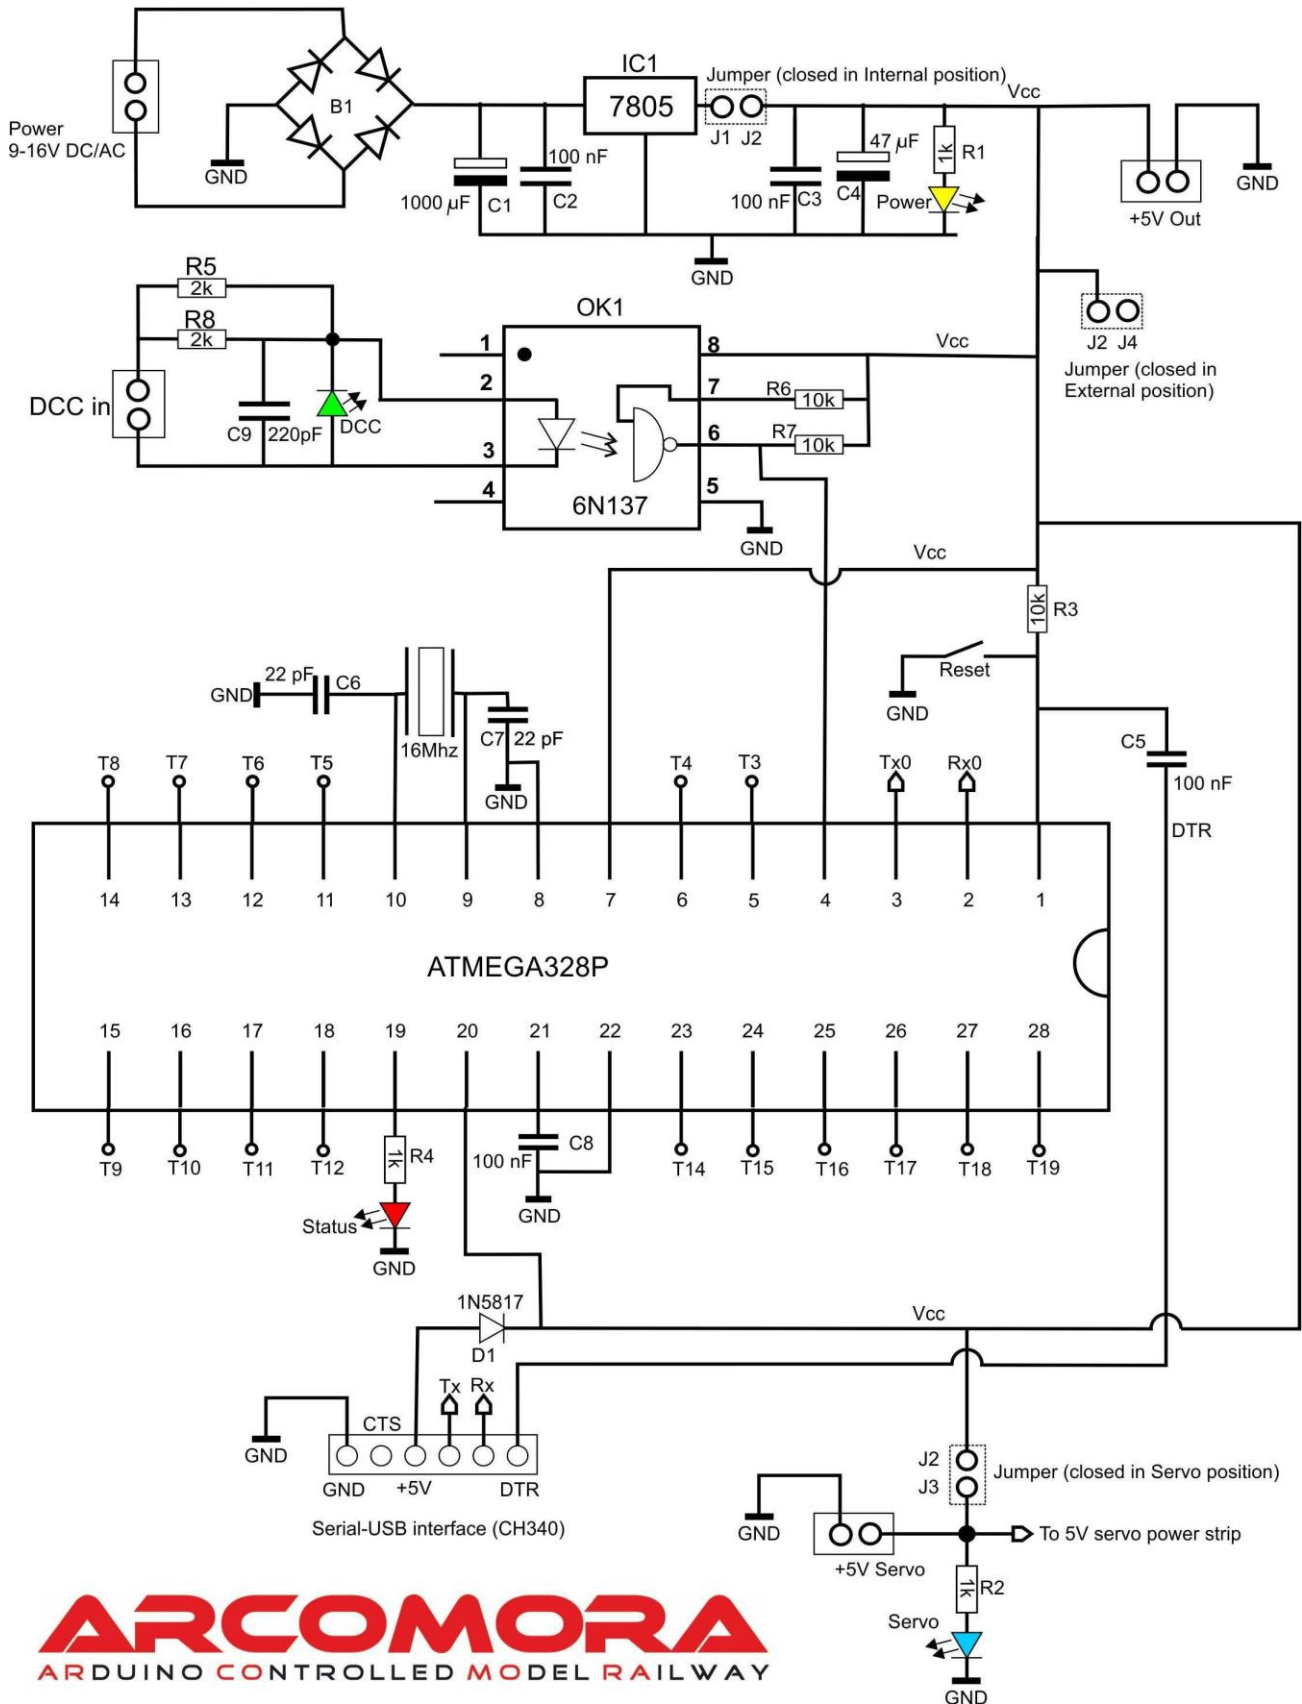 Power
9-16V DC/AC
B1
GND
1000 µF
C1
100 nF
C2
IC1
7805
Jumper (closed in Internal position)
J1 J2
Vcc
100 nF
C3
47 µF
C4
1k
R1
Power
GND
+5V Out
GND
R5
2k
R8
2k
DCC in
C9
220pF
DCC
OK1
1
2
3
4
8
7
6
5
6N137
R6
10k
R7
10k
GND
Vcc
J2 J4
Jumper (closed in
External position)
Vcc
10k
R3
Reset
GND
C5
100 nF
DTR
GND
22 pF
C6
16Mhz
C7
22 pF
GND
T8
T7
T6
T5
T4
T3
Tx0
Rx0
14
13
12
11
10
9
8
7
6
5
4
3
2
1
ATMEGA328P
15
16
17
18
19
20
21
22
23
24
25
26
27
28
T9
T10
T11
T12
1k
R4
Status
GND
100 nF
C8
GND
T14
T15
T16
T17
T18
T19
1N5817
D1
Vcc
Tx
Rx
GND
CTS
GND
+5V
DTR
Serial-USB interface (CH340)
J2
J3
Jumper (closed in Servo position)
GND
+5V Servo
To 5V servo power strip
1k
R2
Servo
GND
ARCOMORA
ARDUINO CONTROLLED MODEL RAILWAY